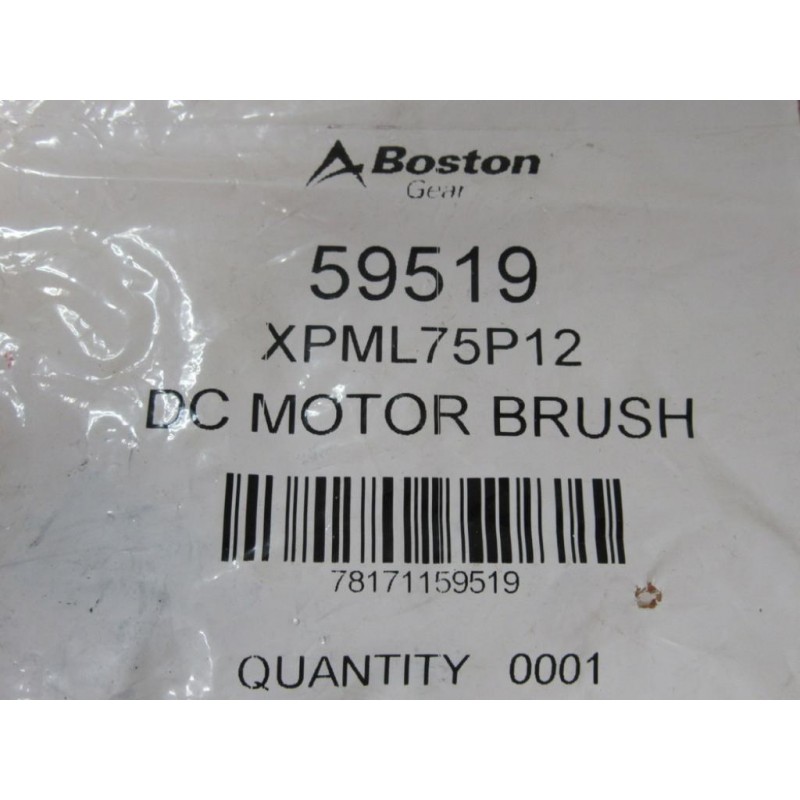 Boston
Gear
59519
XPML75P12
DC MOTOR BRUSH
78171159519
QUANTITY 0001